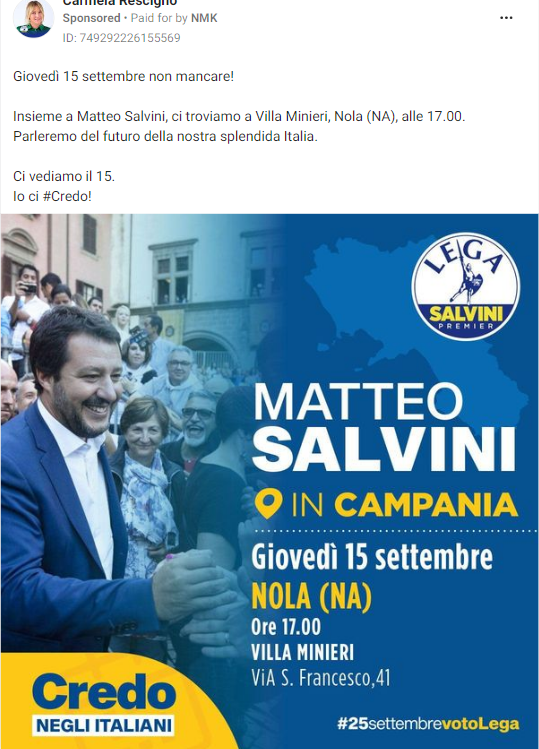 Carmela Rescigno
Sponsored • Paid for by NMK
ID: 749292226155569
Giovedì 15 settembre non mancare!
Insieme a Matteo Salvini, ci troviamo a Villa Minieri, Nola (NA), alle 17.00.
Parleremo del futuro della nostra splendida Italia.
Ci vediamo il 15.
Io ci #Credo!
LEGA
SALVINI
PREMIER
MATTEO
SALVINI
IN CAMPANIA
Giovedì 15 settembre
NOLA (NA)
Ore 17.00
VILLA MINIERI
ViA S. Francesco,41
Credo
NEGLI ITALIANI
#25settembrevotoLega